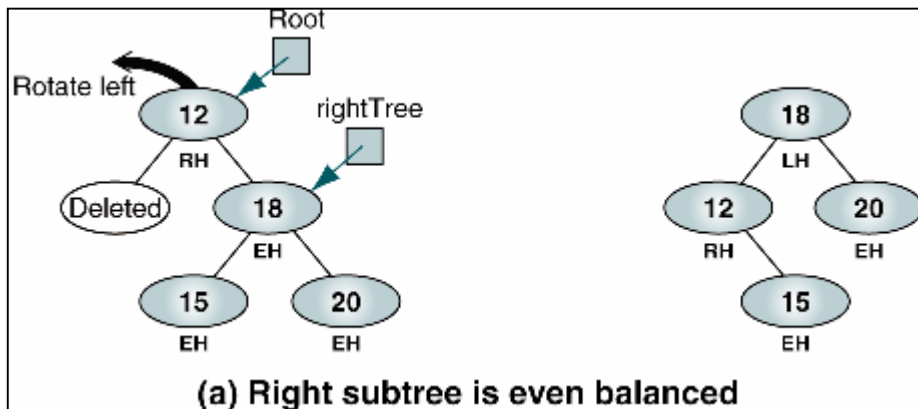 Root
Rotate left
12
RH
rightTree
Deleted
18
EH
15
EH
20
EH
18
LH
12
RH
20
EH
15
EH
(a) Right subtree is even balanced